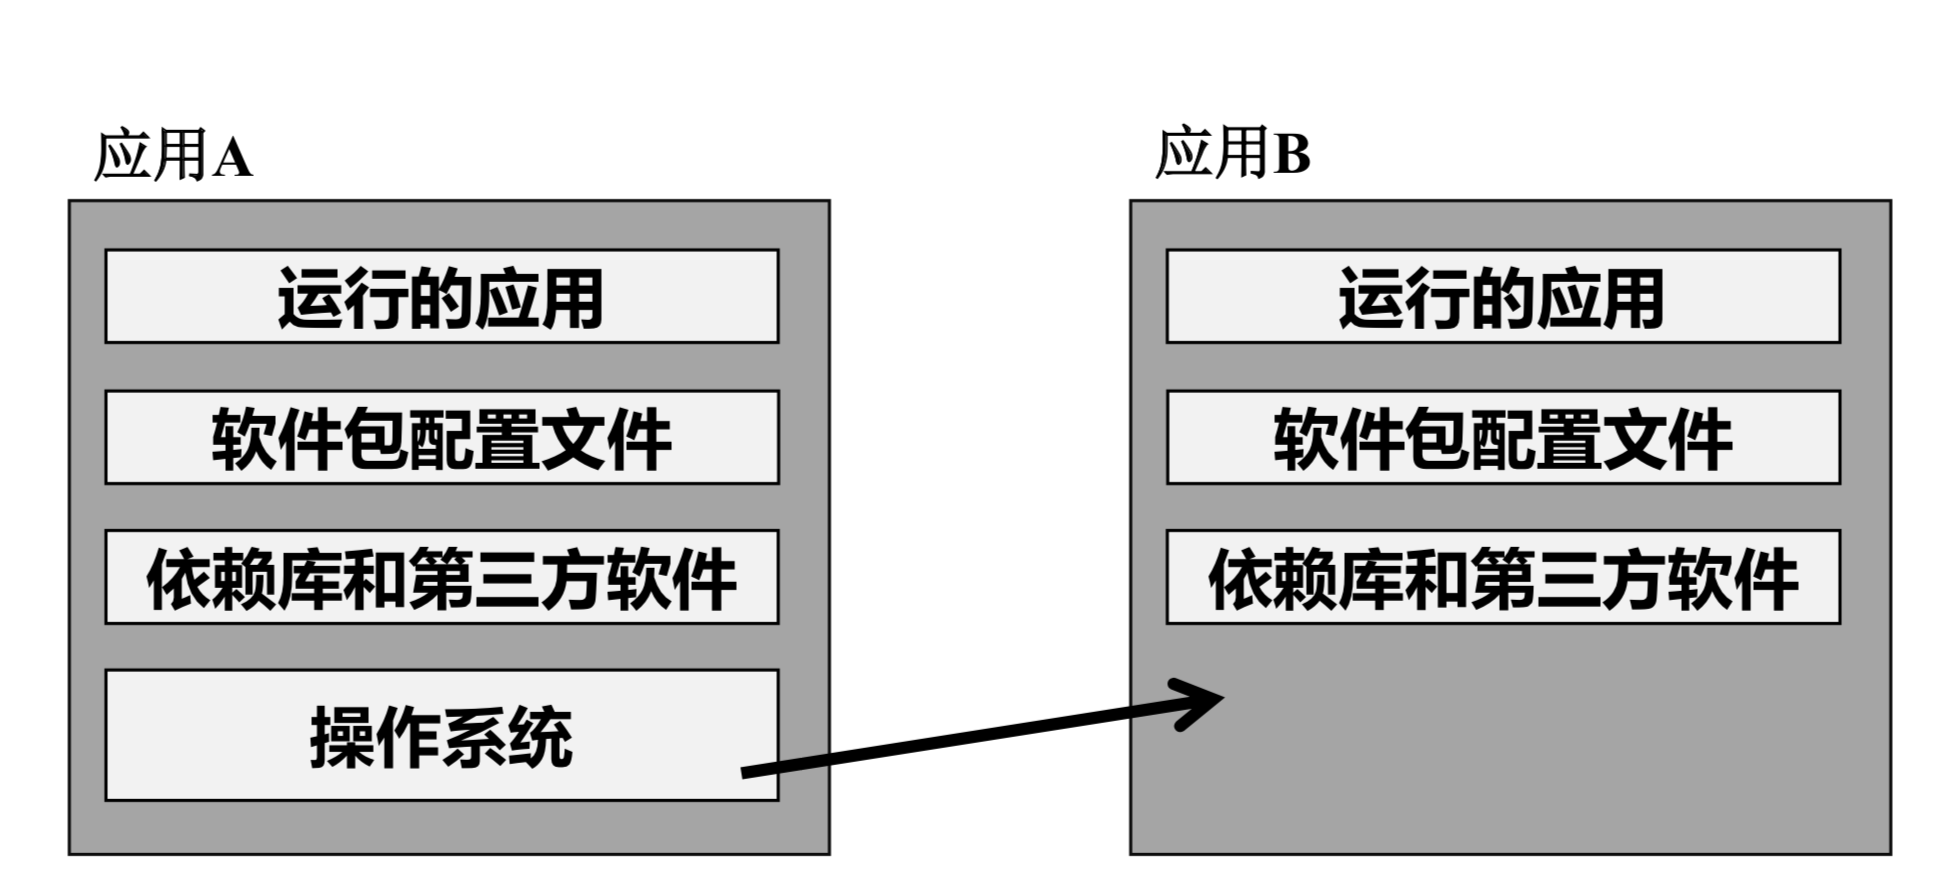 应用A
运行的应用
软件包配置文件
依赖库和第三方软件
操作系统
应用B
运行的应用
软件包配置文件
依赖库和第三方软件